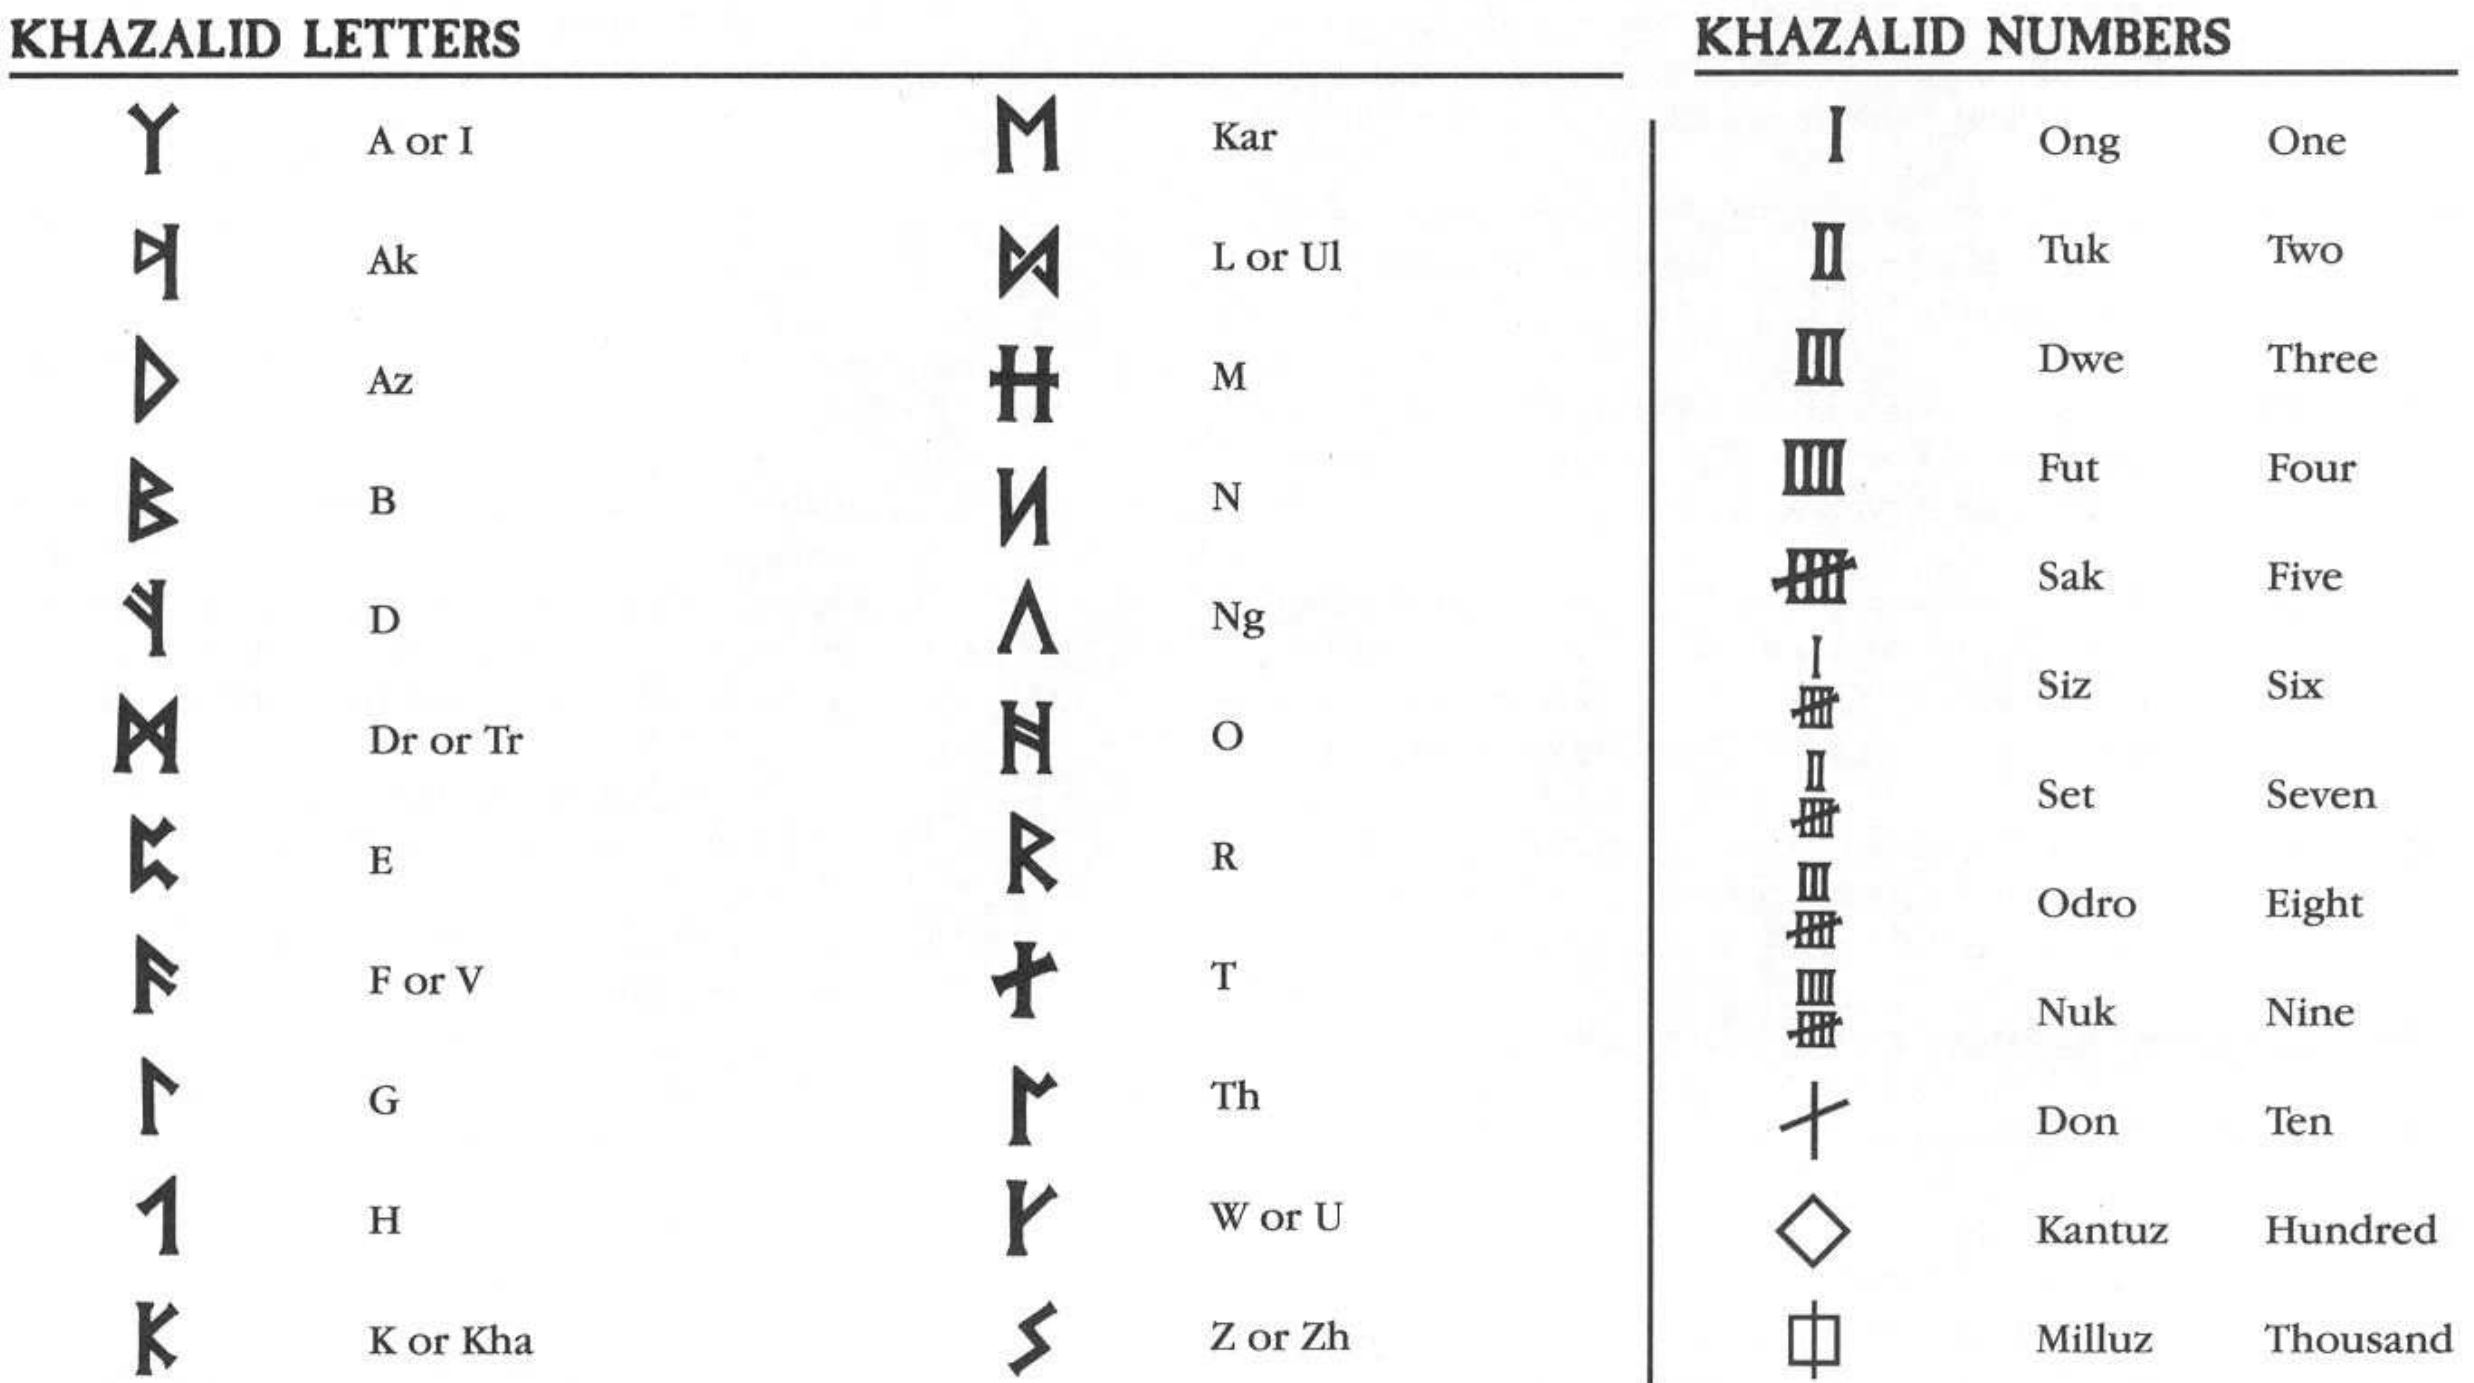 KHAZALID LETTERS
A or I
Ak
Az
B
D
Dr or Tr
E
F or V
G
H
K or Kha
Kar
L or Ul
M
N
Ng
O
R
T
Th
W or U
Z or Zh
KHAZALID NUMBERS
Ong One
Tuk Two
Dwe Three
Fut Four
Sak Five
Siz Six
Set Seven
Odro Eight
Nuk Nine
Don Ten
Kantuz Hundred
Milluz Thousand